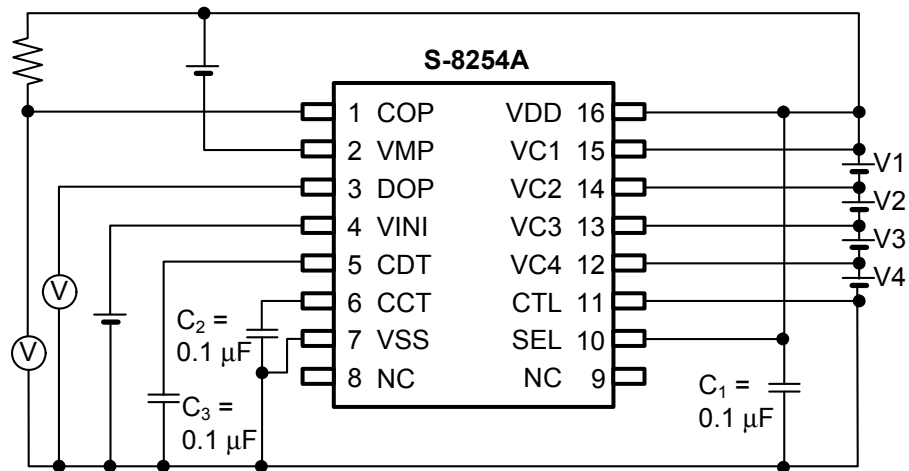 S-8254A
1 COP VDD 16
2 VMP VC1 15
3 DOP VC2 14
4 VINI VC3 13
5 CDT VC4 12
6 CCT CTL 11
7 VSS SEL 10
8 NC NC 9
V1
V2
V3
V4
V
V
C2 =
0.1 μF
C3 =
0.1 μF
C1 =
0.1 μF